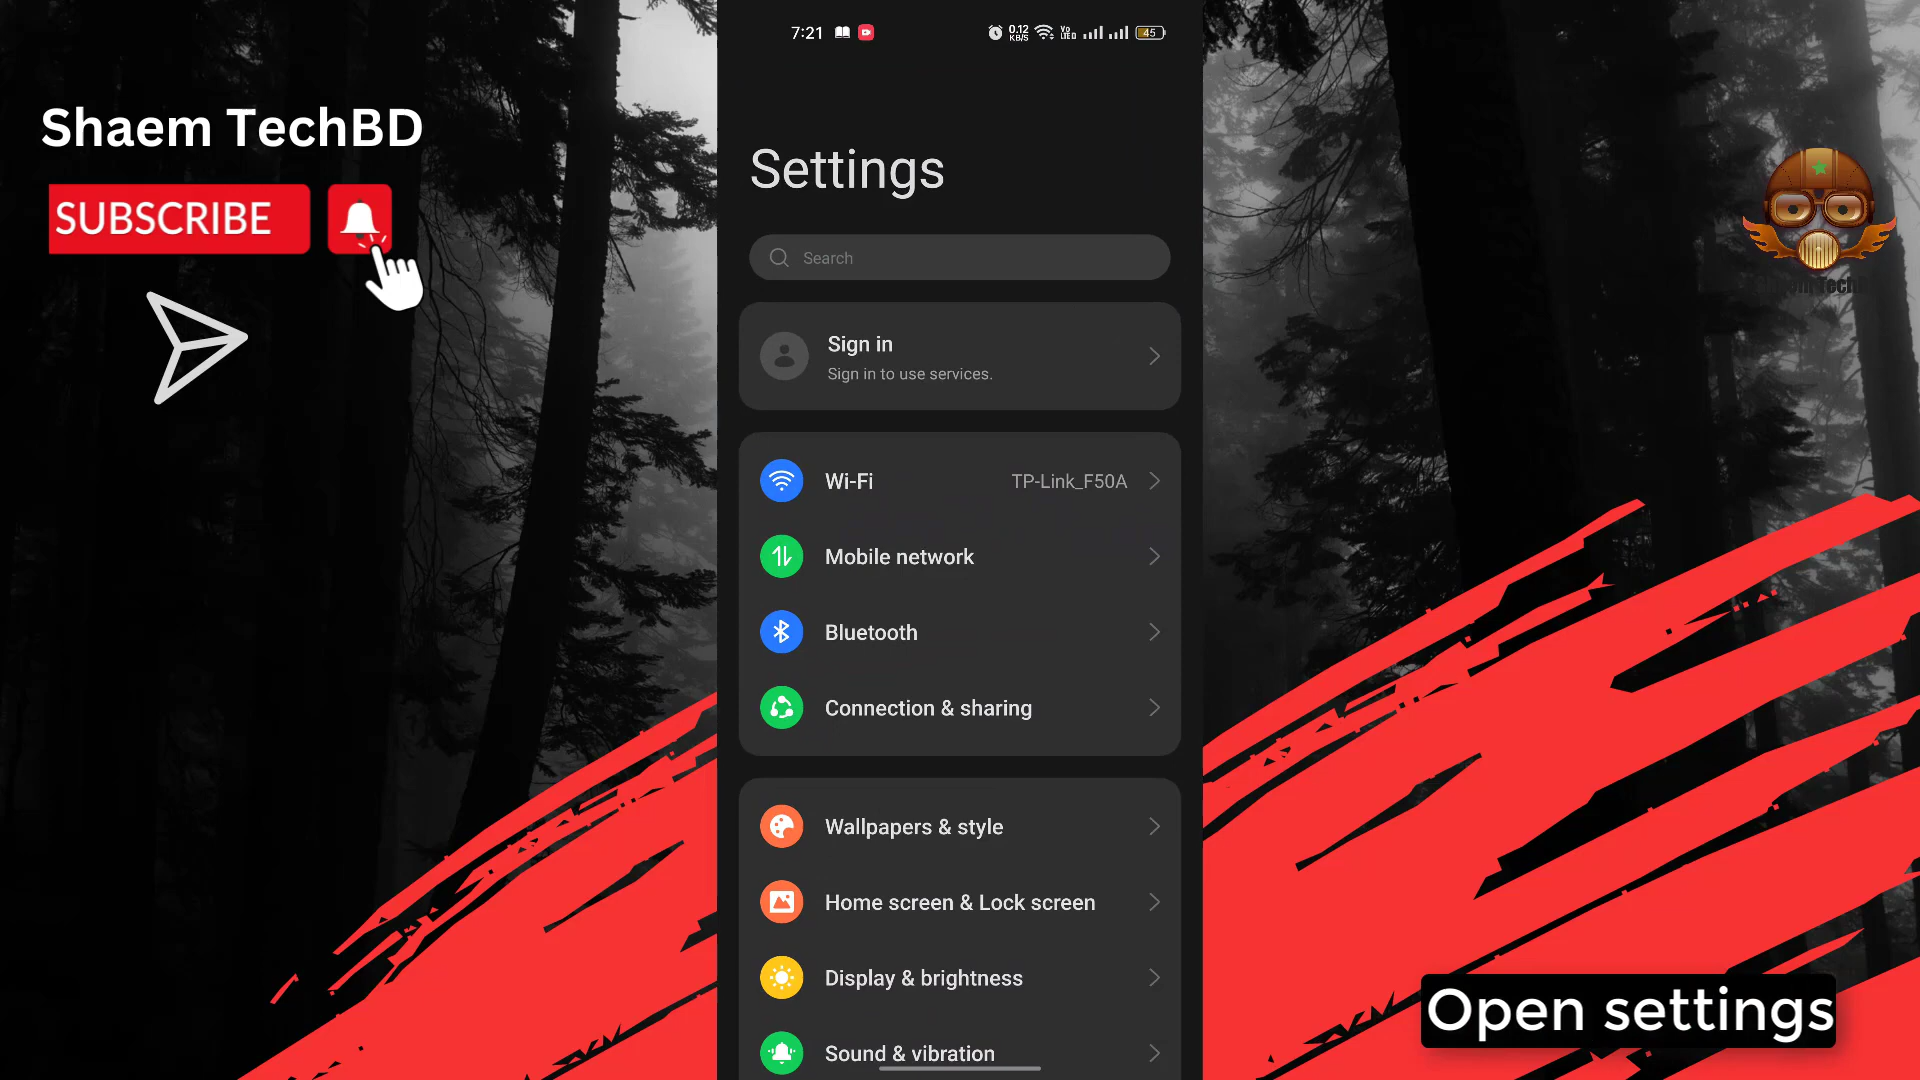 Shaem TechBD
SUBSCRIBE
7:21
0.12
KB/S
45
Settings
Search
Sign in
Sign in to use services.
Wi-Fi
TP-Link_F50A
Mobile network
Bluetooth
Connection & sharing
Wallpapers & style
Home screen & Lock screen
Display & brightness
Sound & vibration
Open settings